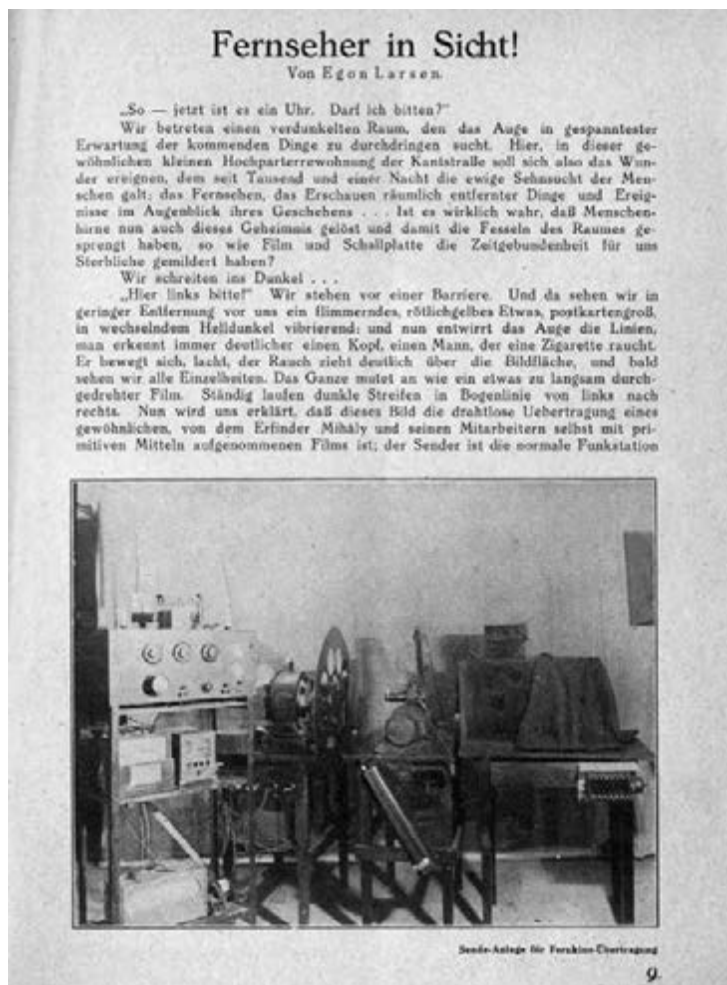 Fernseher in Sicht!
Von Egon Larsen
„So — jetzt ist es ein Uhr. Darf ich bitten?"
Wir betreten einen verdunkelten Raum, den das Auge in gespanntester
Erwartung der kommenden Dinge zu durchdringen sucht. Hier, in dieser ge-
wöhnlichen kleinen Hochparterrewohnung der Kantstraße soll sich also das Wun-
der ereignen, dem seit Tausend und einer Nacht die ewige Sehnsucht der Men-
schen galt: das Fernsehen, das Erschauen räumlich entfernter Dinge und Ereig-
nisse im Augenblick ihres Geschehens . . . Ist es wirklich wahr, daß Menschen-
hirne nun auch dieses Geheimnis gelöst und damit die Fesseln des Raumes ge-
sprengt haben, so wie Film und Schallplatte die Zeitgebundenheit für uns
Sterbliche gemildert haben?
Wir schreiten ins Dunkel . . .
„Hier links bitte!" Wir stehen vor einer Barriere. Und da sehen wir in
geringer Entfernung vor uns ein flimmerndes, rötlichgelbes Etwas, postkartengroß,
in wechselndem Helldunkel vibrierend; und nun entwirrt das Auge die Linien,
man erkennt immer deutlicher einen Kopf, einen Mann, der eine Zigarette raucht.
Er bewegt sich, lacht, der Rauch zieht deutlich über die Bildfläche, und bald
sehen wir alle Einzelheiten. Das Ganze mutet an wie ein etwas zu langsam durch-
gedrehter Film. Ständig laufen dunkle Streifen in Bogenlinie von links nach
rechts. Nun wird uns erklärt, daß dieses Bild die drahtlose Uebertragung eines
gewöhnlichen, von dem Erfinder Mihály und seinen Mitarbeitern selbst mit pri-
mitiven Mitteln aufgenommenen Films ist; der Sender ist die normale Funkstation
Sende-Anlage für Fernkino-Übertragung
9